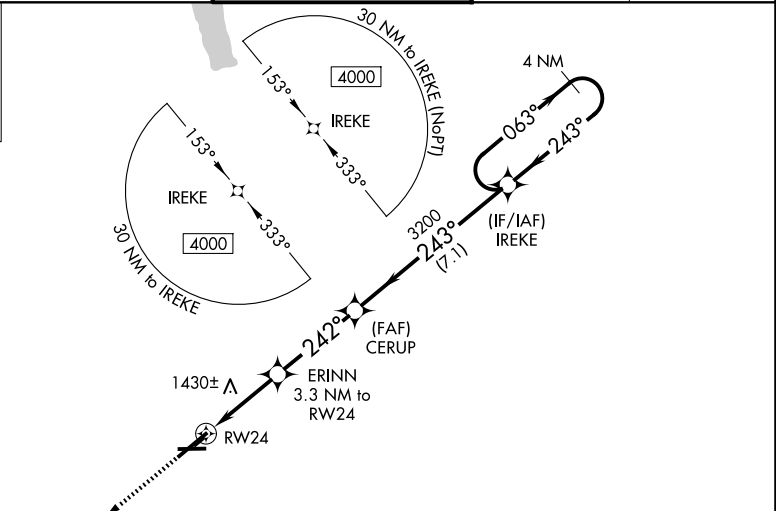 30 NM to IREKE (NoPT)
4000
153°
IREKE
333°
153°
IREKE
333°
4000
30 NM to IREKE
4 NM
063°
243°
(IF/IAF)
IREKE
3200
243°
(7.1)
(FAF)
CERUP
242°
ERINN
3.3 NM to
RW24
1430±
RW24